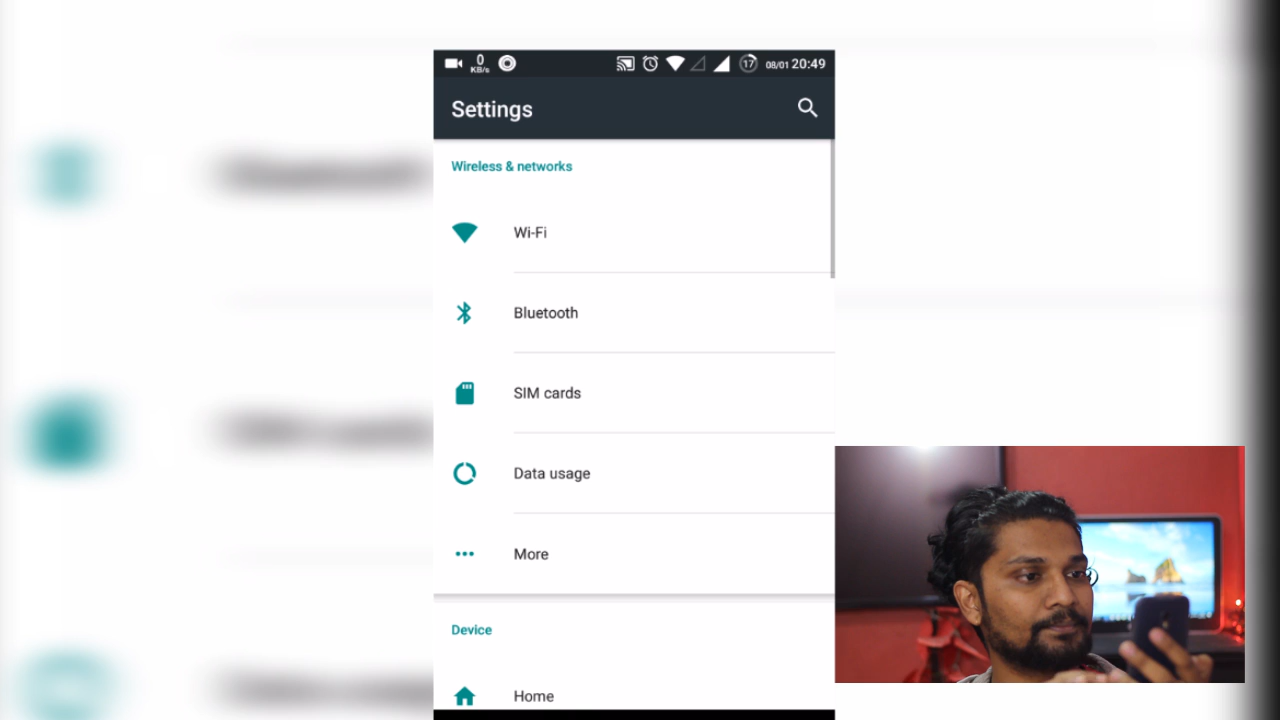 0
KB/s
17
08/01 20:49
Settings
Wireless & networks
Wi-Fi
Bluetooth
SIM cards
Data usage
More
Device
Home